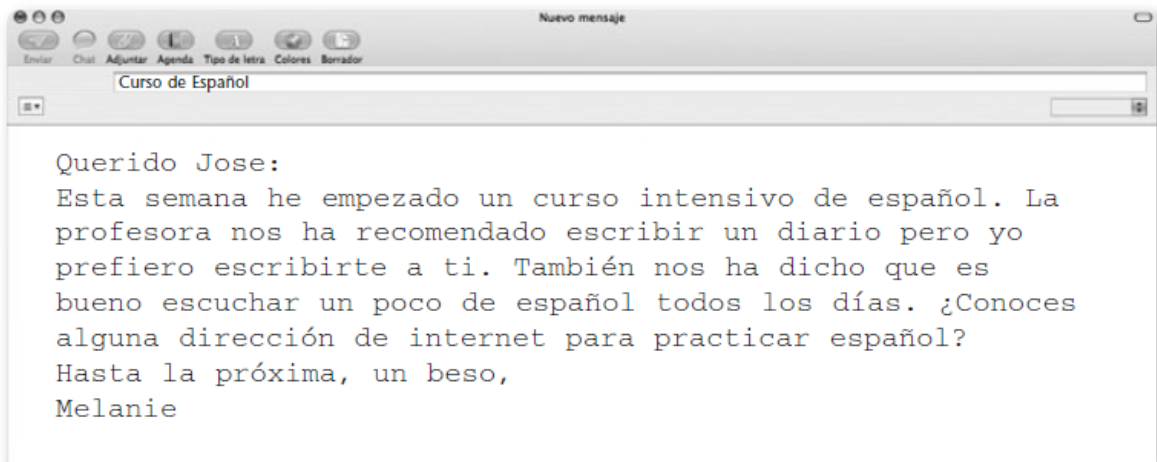 Nuevo mensaje
Enviar Chat Adjuntar Agenda Tipo de letra Colores Borrador
Curso de Español
Querido Jose:
Esta semana he empezado un curso intensivo de español. La
profesora nos ha recomendado escribir un diario pero yo
prefiero escribirte a ti. También nos ha dicho que es
bueno escuchar un poco de español todos los días. ¿Conoces
alguna dirección de internet para practicar español?
Hasta la próxima, un beso,
Melanie